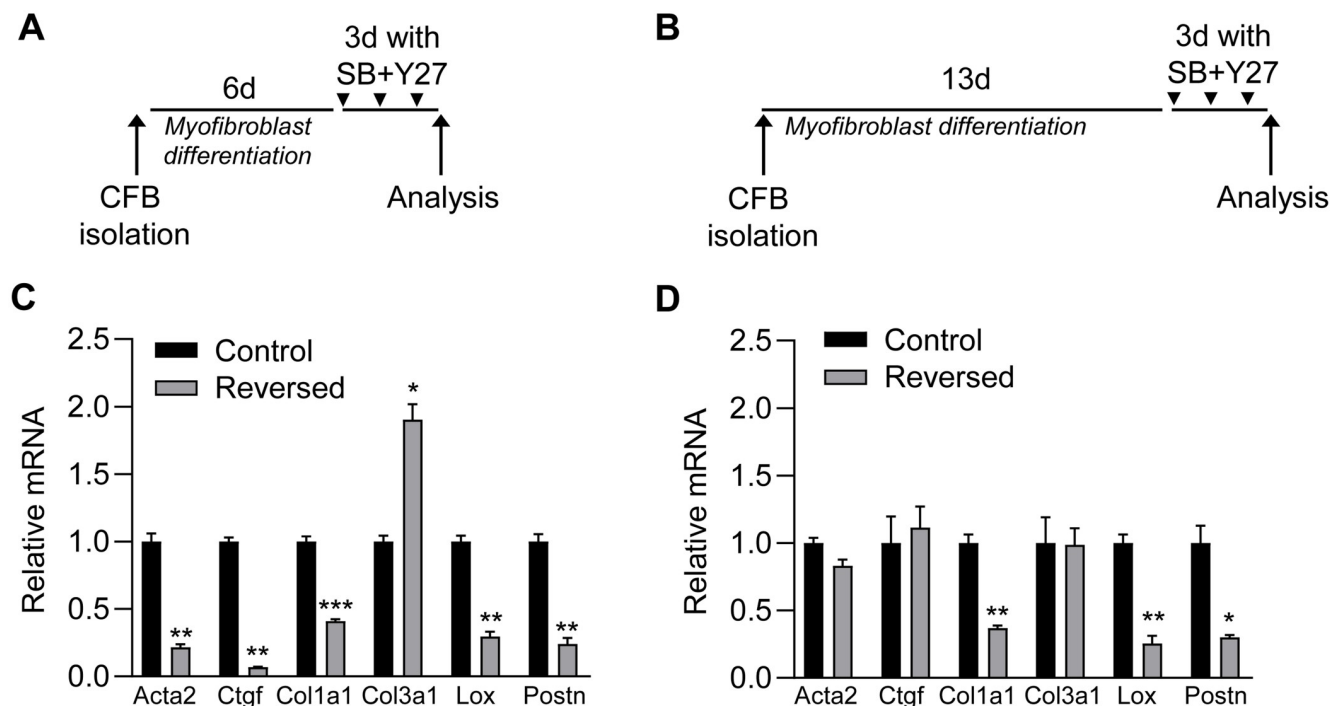 A
3d with
SB+Y27
6d
Myofibroblast
differentiation
CFB
isolation
Analysis
B
3d with
SB+Y27
13d
Myofibroblast differentiation
CFB
isolation
Analysis
C
Relative mRNA
2.5
2.0
1.5
1.0
0.5
0.0
Control
Reversed
**
**
***
*
**
**
Acta2 Ctgf Col1a1 Col3a1 Lox Postn
D
Relative mRNA
2.5
2.0
1.5
1.0
0.5
0.0
Control
Reversed
**
**
*
Acta2 Ctgf Col1a1 Col3a1 Lox Postn